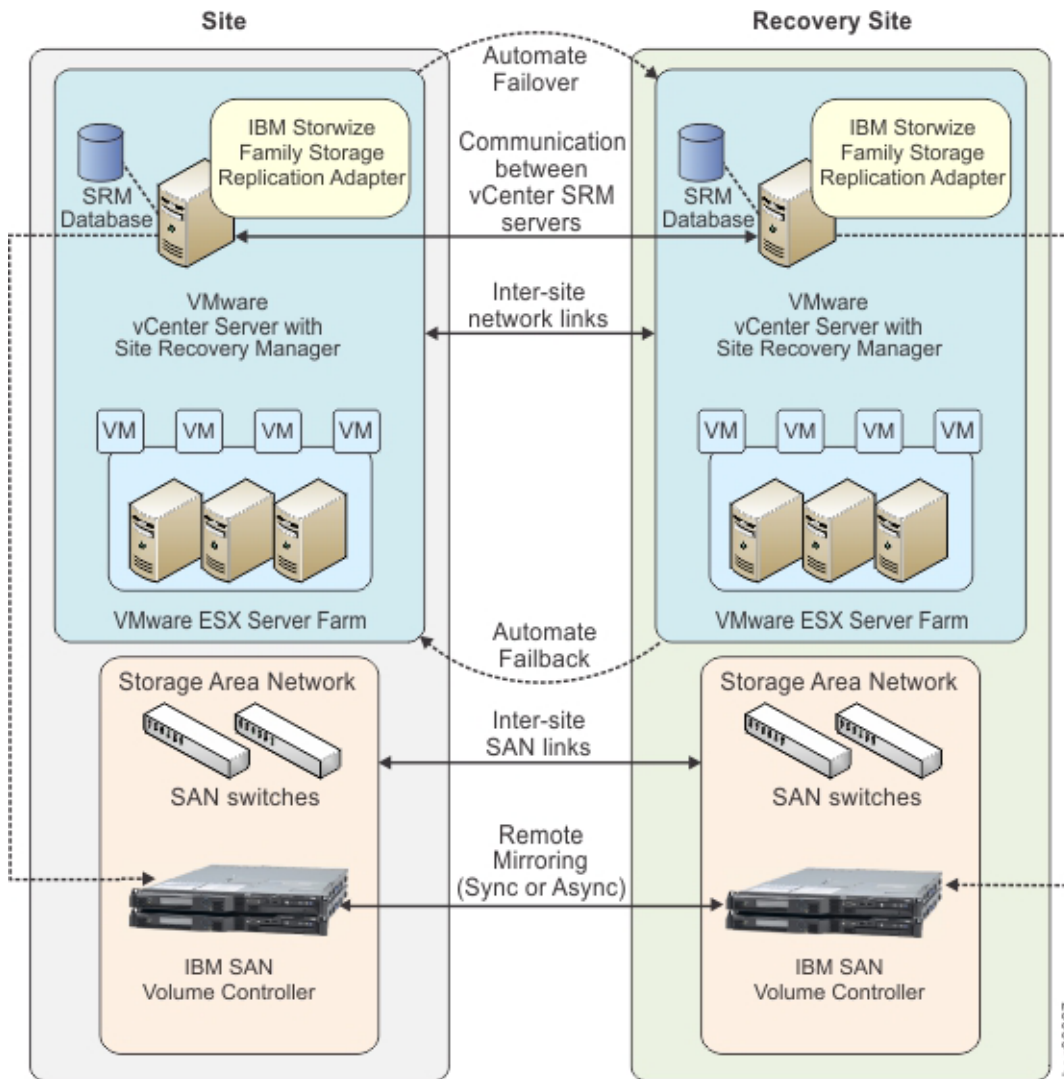 Site
Recovery Site
Automate
Failover
IBM Storwize
Family Storage
Replication Adapter
SRM
Database
Communication
between
vCenter SRM
servers
IBM Storwize
Family Storage
Replication Adapter
SRM
Database
VMware
vCenter Server with
Site Recovery Manager
Inter-site
network links
VMware
vCenter Server with
Site Recovery Manager
VM
VM
VM
VM
VM
VM
VM
VM
VMware ESX Server Farm
VMware ESX Server Farm
Automate
Failback
Storage Area Network
Storage Area Network
Inter-site
SAN links
SAN switches
SAN switches
Remote
Mirroring
(Sync or Async)
IBM SAN
Volume Controller
IBM SAN
Volume Controller